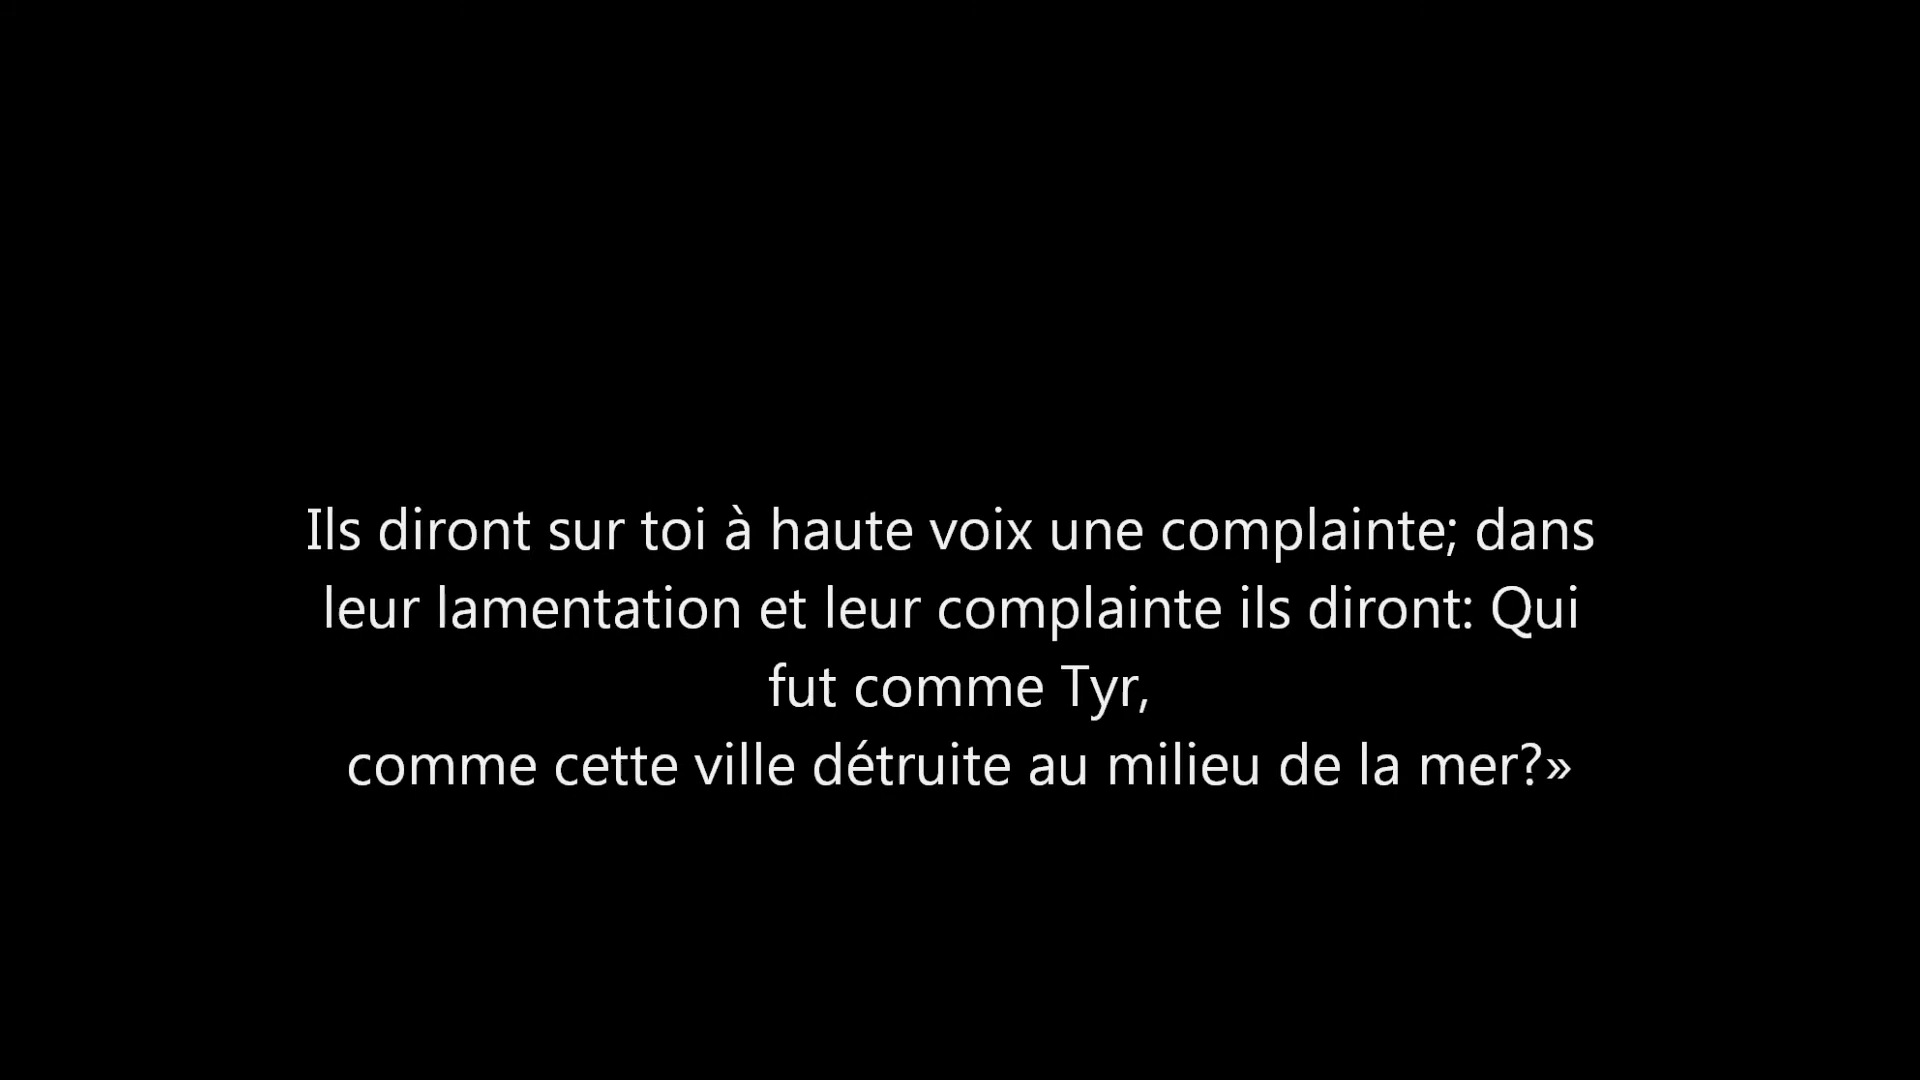 Ils diront sur toi à haute voix une complainte; dans
leur lamentation et leur complainte ils diront: Qui
fut comme Tyr,
comme cette ville détruite au milieu de la mer?»